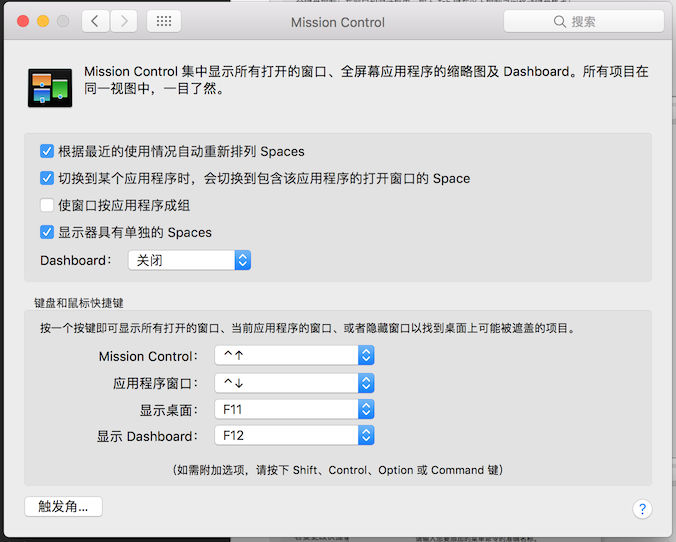 Mission Control
搜索
Mission Control 集中显示所有打开的窗口、全屏幕应用程序的缩略图及 Dashboard。所有项目在
同一视图中，一目了然。
根据最近的使用情况自动重新排列 Spaces
切换到某个应用程序时，会切换到包含该应用程序的打开窗口的 Space
使窗口按应用程序成组
显示器具有单独的 Spaces
Dashboard： 关闭
键盘和鼠标快捷键
按一个按键即可显示所有打开的窗口、当前应用程序的窗口、或者隐藏窗口以找到桌面上可能被遮盖的项目。
Mission Control： ^↑
应用程序窗口： ^↓
显示桌面： F11
显示 Dashboard： F12
（如需附加选项，请按下 Shift、Control、Option 或 Command 键）
触发角...
?